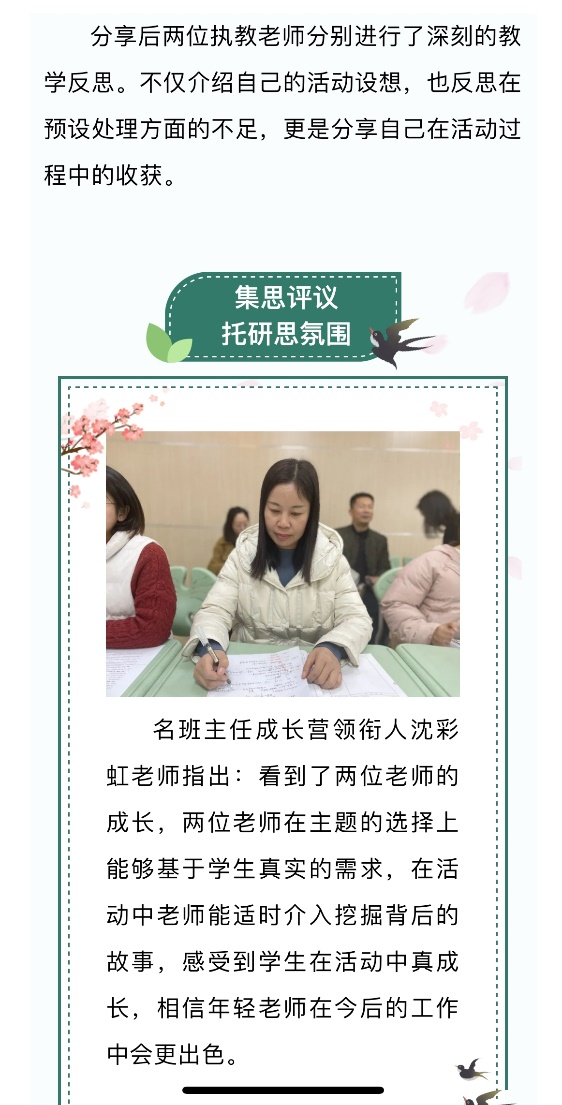 分享后两位执教老师分别进行了深刻的教
学反思。不仅介绍自己的活动设想，也反思在
预设处理方面的不足，更是分享自己在活动过
程中的收获。
集思评议
托研思氛围
名班主任成长营领衔人沈彩
虹老师指出：看到了两位老师的
成长，两位老师在主题的选择上
能够基于学生真实的需求，在活
动中老师能适时介入挖掘背后的
故事，感受到学生在活动中真成
长，相信年轻老师在今后的工作
中会更出色。